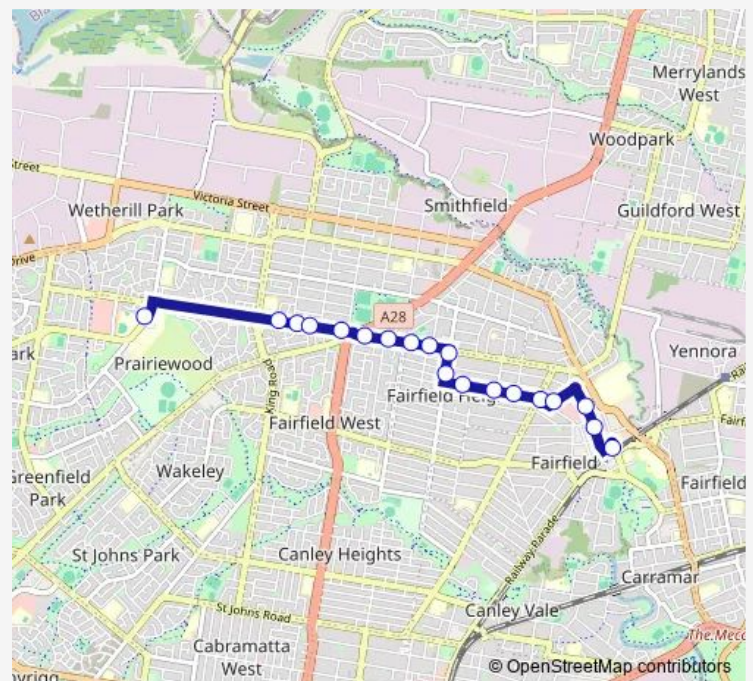 Merrylands
West
Woodpark
Street
Victoria Street
Wetherill Park
Smithfield
Guildford West
Drive
A28
Yennora
Prairiewood
King Road
Fairfield Heig
Fairfield West
Fairfield
Fairfield
Wakeley
Greenfield
Park
Railway Parade
St Johns Park
Canley Heights
Carramar
St Johns Road
Canley Vale
Cabramatta
West
© OpenStreetMap contributors